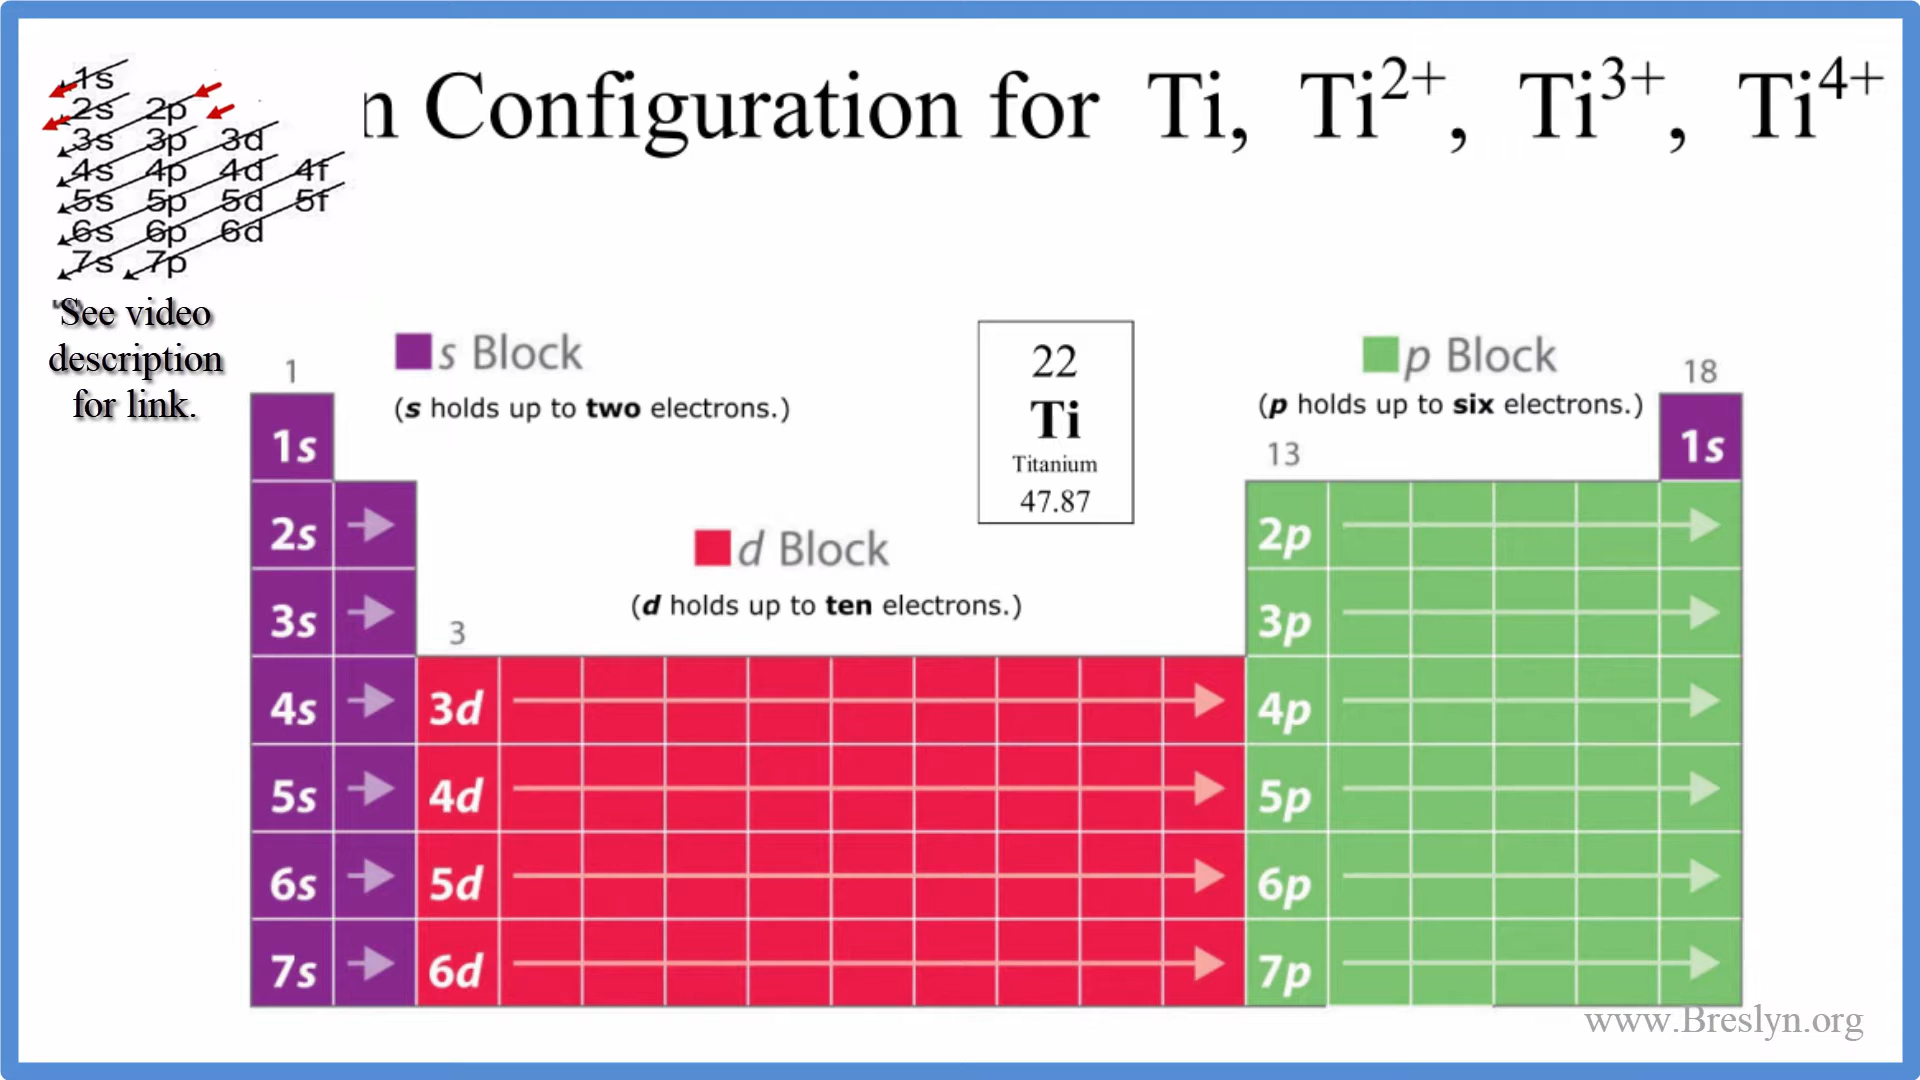 n Configuration for Ti, Ti²⁺, Ti³⁺, Ti⁴⁺
1s
2s 2p
3s 3p 3d
4s 4p 4d 4f
5s 5p 5d 5f
6s 6p 6d
7s 7p
See video
description
for link.
1
s Block
(s holds up to two electrons.)
22
Ti
Titanium
47.87
p Block
(p holds up to six electrons.)
13
18
d Block
(d holds up to ten electrons.)
3
1s 1s
2s 2p
3s 3p
4s 3d 4p
5s 4d 5p
6s 5d 6p
7s 6d 7p
www.Breslyn.org